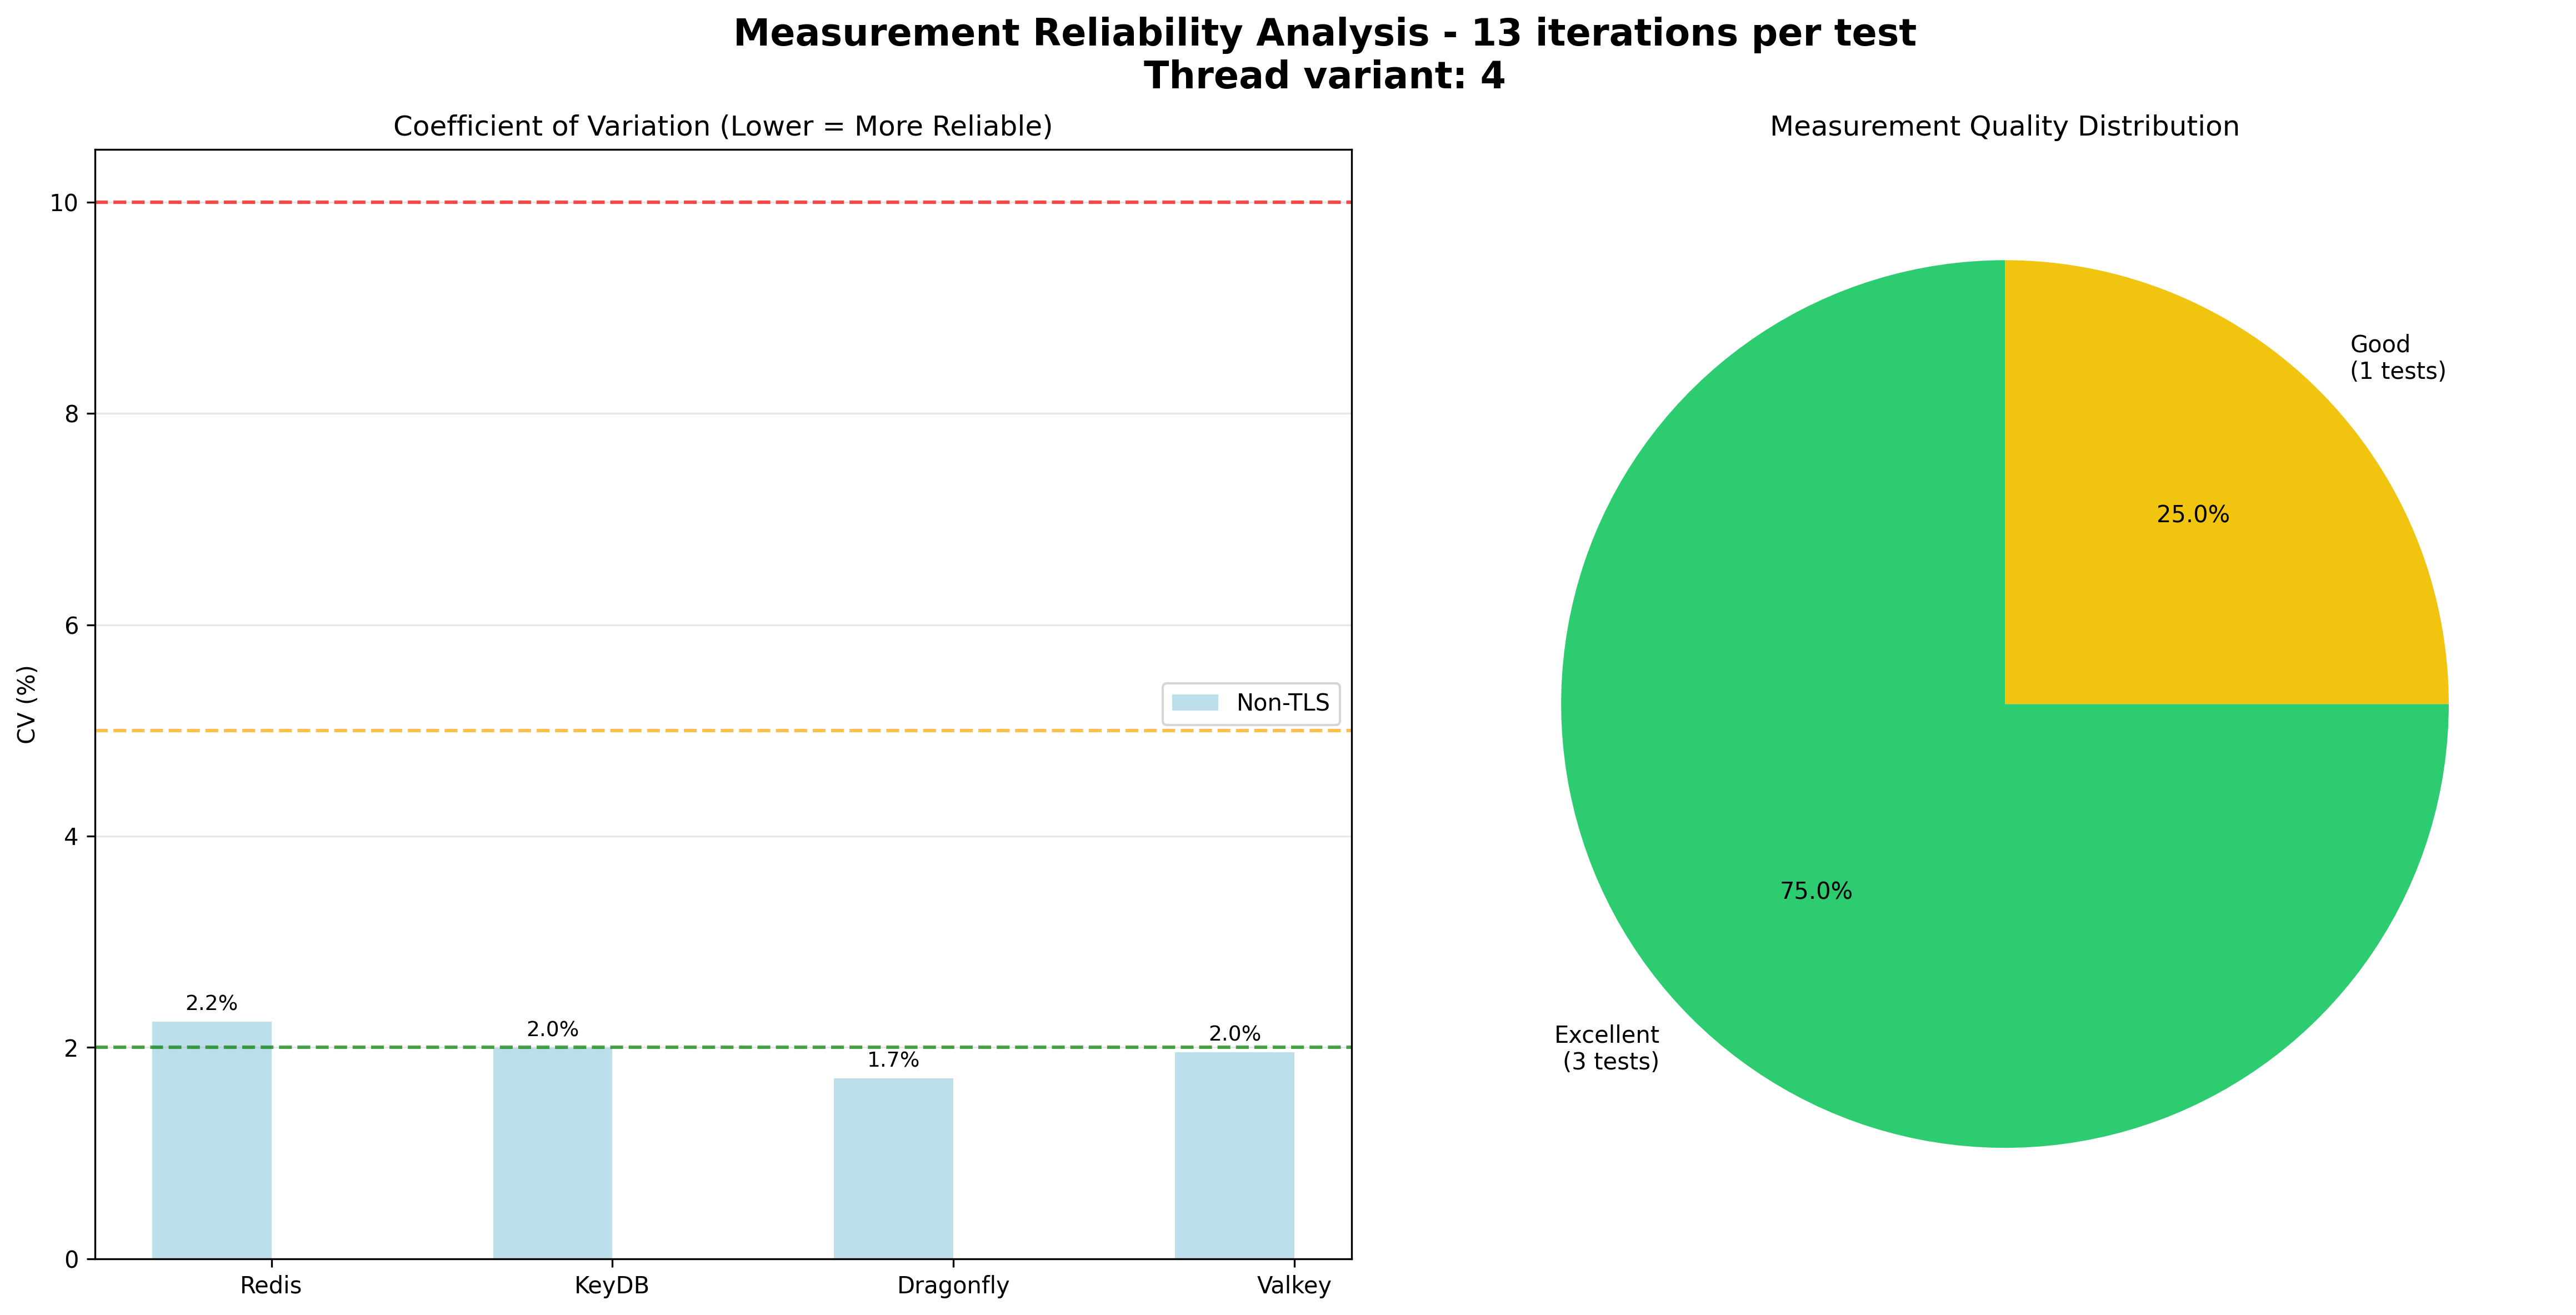 Measurement Reliability Analysis - 13 iterations per test
Thread variant: 4
Coefficient of Variation (Lower = More Reliable)
CV (%)
10
8
6
4
2
0
Non-TLS
2.2%
2.0%
1.7%
2.0%
Redis
KeyDB
Dragonfly
Valkey
Measurement Quality Distribution
Good
(1 tests)
25.0%
75.0%
Excellent
(3 tests)